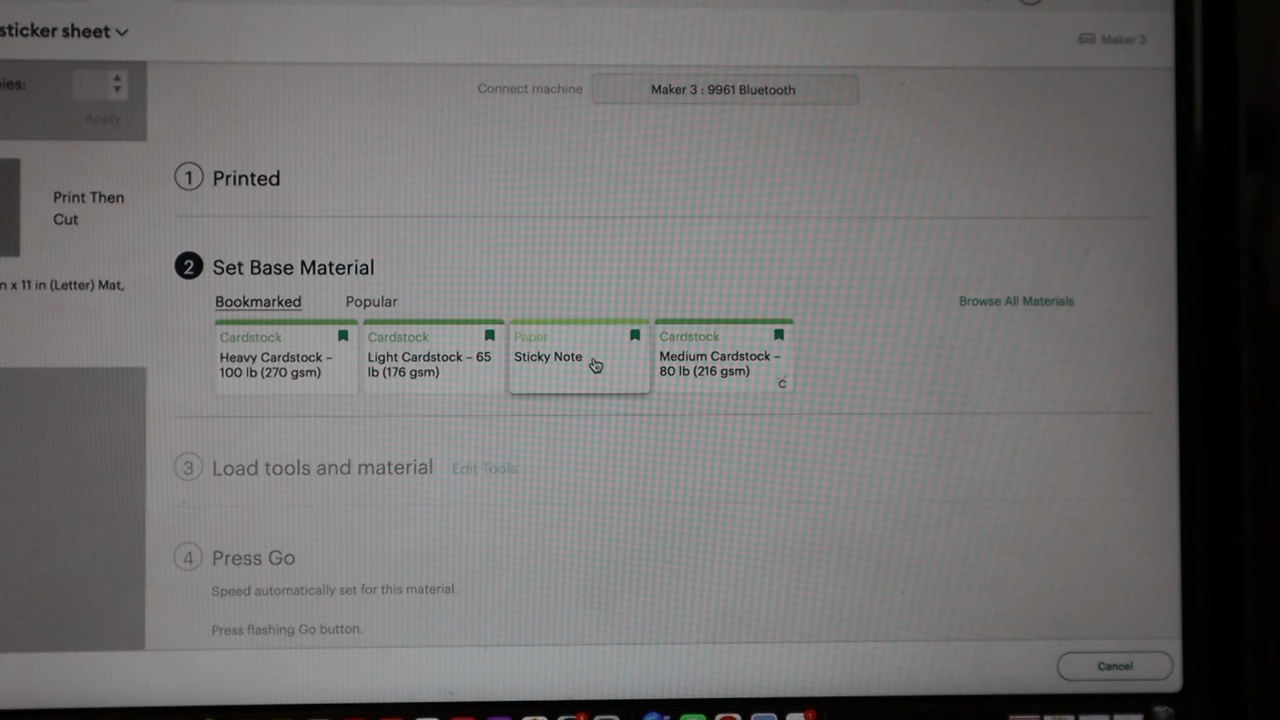 sticker sheet
Maker 3
ies:
Apply
Connect machine
Maker 3 : 9961 Bluetooth
1 Printed
Print Then
Cut
2 Set Base Material
n x 11 in (Letter) Mat,
Bookmarked Popular Browse All Materials
Cardstock
Heavy Cardstock –
100 lb (270 gsm)
Cardstock
Light Cardstock – 65
lb (176 gsm)
Paper
Sticky Note
Cardstock
Medium Cardstock –
80 lb (216 gsm)
C
3 Load tools and material Edit Tools
4 Press Go
Speed automatically set for this material.
Press flashing Go button.
Cancel